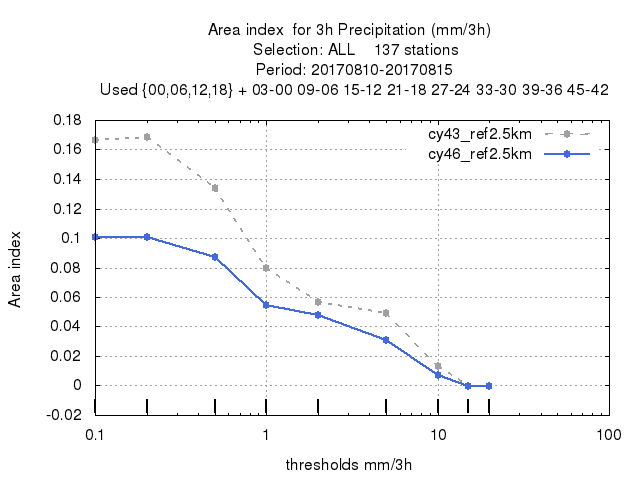 Area index  for 3h Precipitation (mm/3h)
Selection: ALL    137 stations
Period: 20170810-20170815
Used {00,06,12,18} + 03-00 09-06 15-12 21-18 27-24 33-30 39-36 45-42
cy43_ref2.5km
cy46_ref2.5km
0.18
0.16
0.14
0.12
0.1
0.08
0.06
0.04
0.02
0
-0.02
Area index
0.1 1 10 100
thresholds mm/3h